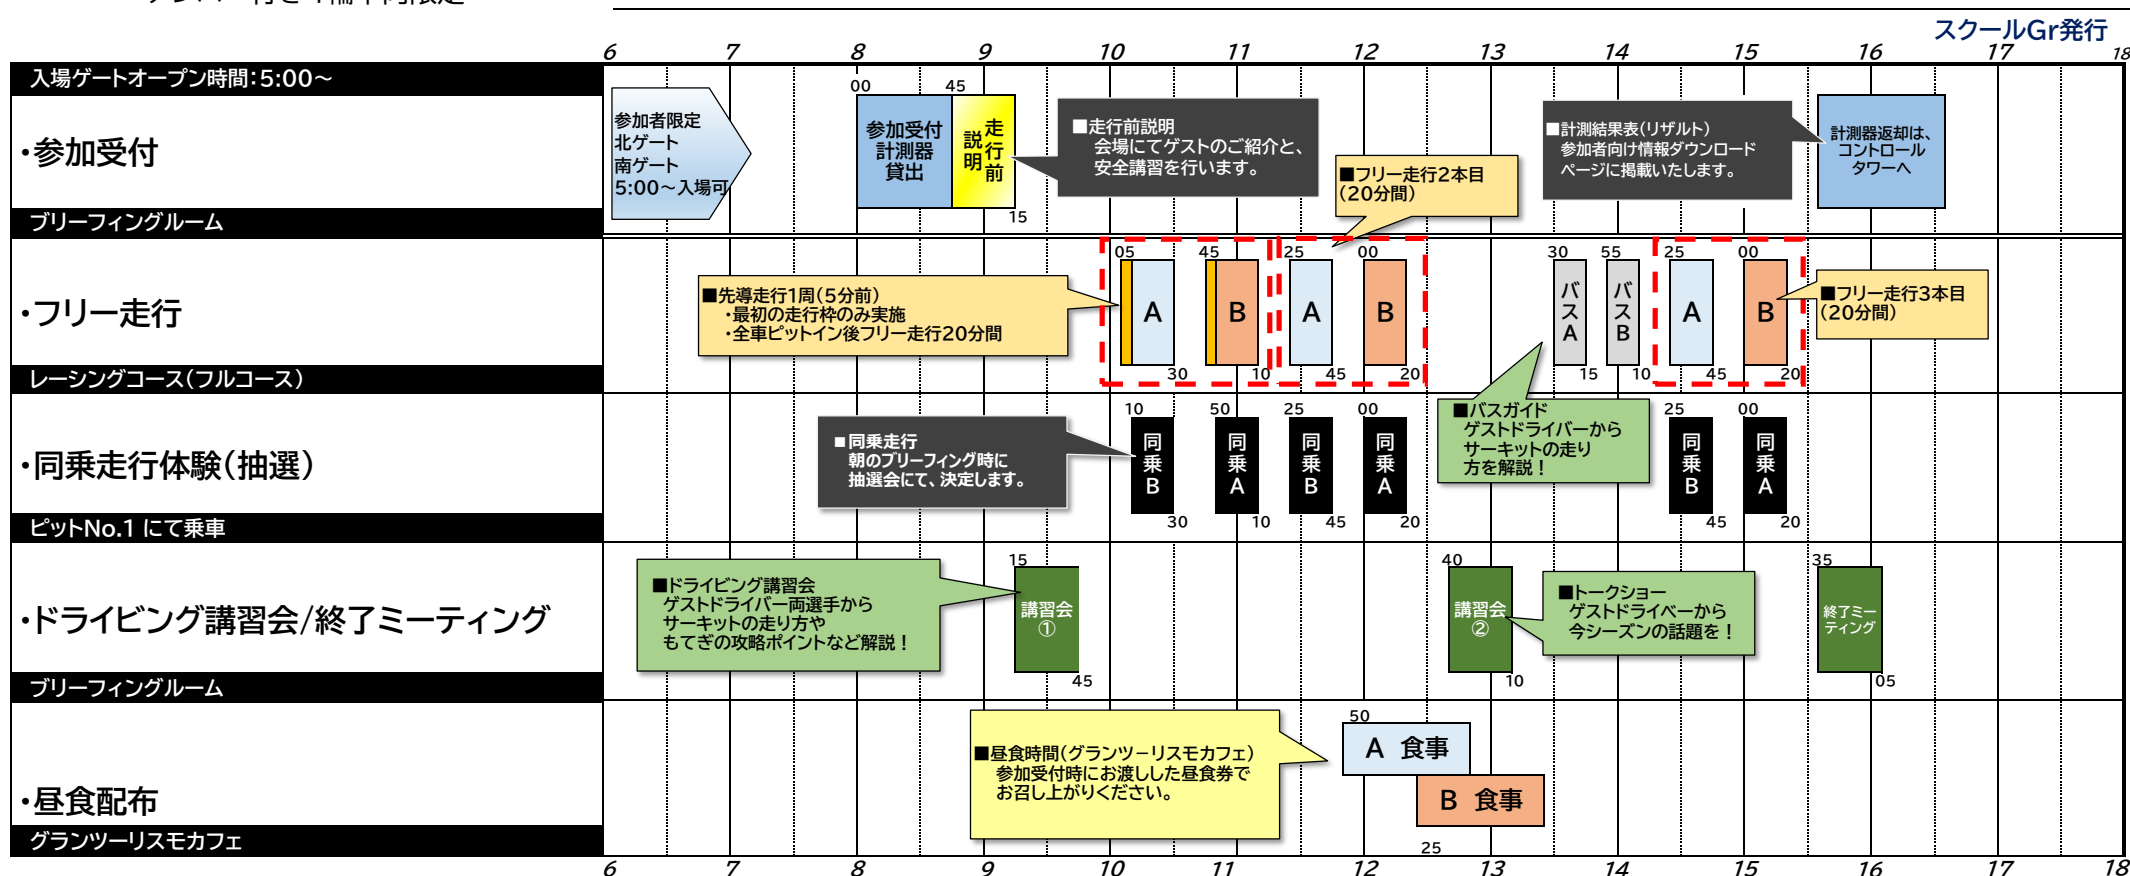 スクールGr発行
6 7 8 9 10 11 12 13 14 15 16 17 18
入場ゲートオープン時間:5:00～
・参加受付
ブリーフィングルーム
参加者限定
北ゲート
南ゲート
5:00～入場可
00
参加受付
計測器
貸出
45
走行前
説明
15
■走行前説明
会場にてゲストのご紹介と、
安全講習を行います。
■フリー走行2本目
(20分間)
■計測結果表(リザルト)
参加者向け情報ダウンロード
ページに掲載いたします。
計測器返却は、
コントロール
タワーへ
・フリー走行
レーシングコース(フルコース)
■先導走行1周(5分前)
・最初の走行枠のみ実施
・全車ピットイン後フリー走行20分間
05 45 25 00 30 55 25 00
A B A B バスA バスB A B
30 10 45 20 15 10 45 20
■フリー走行3本目
(20分間)
・同乗走行体験(抽選)
ピットNo.1 にて乗車
■同乗走行
朝のブリーフィング時に
抽選会にて、決定します。
10 50 25 00 25 00
同乗B 同乗A 同乗B 同乗A 同乗B 同乗A
30 10 45 20 45 20
■バスガイド
ゲストドライバーから
サーキットの走り
方を解説！
・ドライビング講習会/終了ミーティング
ブリーフィングルーム
■ドライビング講習会
ゲストドライバー両選手から
サーキットの走り方や
もてぎの攻略ポイントなど解説！
15
講習会
①
45
40
講習会
②
10
■トークショー
ゲストドライベーから
今シーズンの話題を！
35
終了ミー
ティング
05
・昼食配布
グランツーリスモカフェ
■昼食時間(グランツーリスモカフェ)
参加受付時にお渡しした昼食券で
お召し上がりください。
50
A 食事
B 食事
25
6 7 8 9 10 11 12 13 14 15 16 17 18